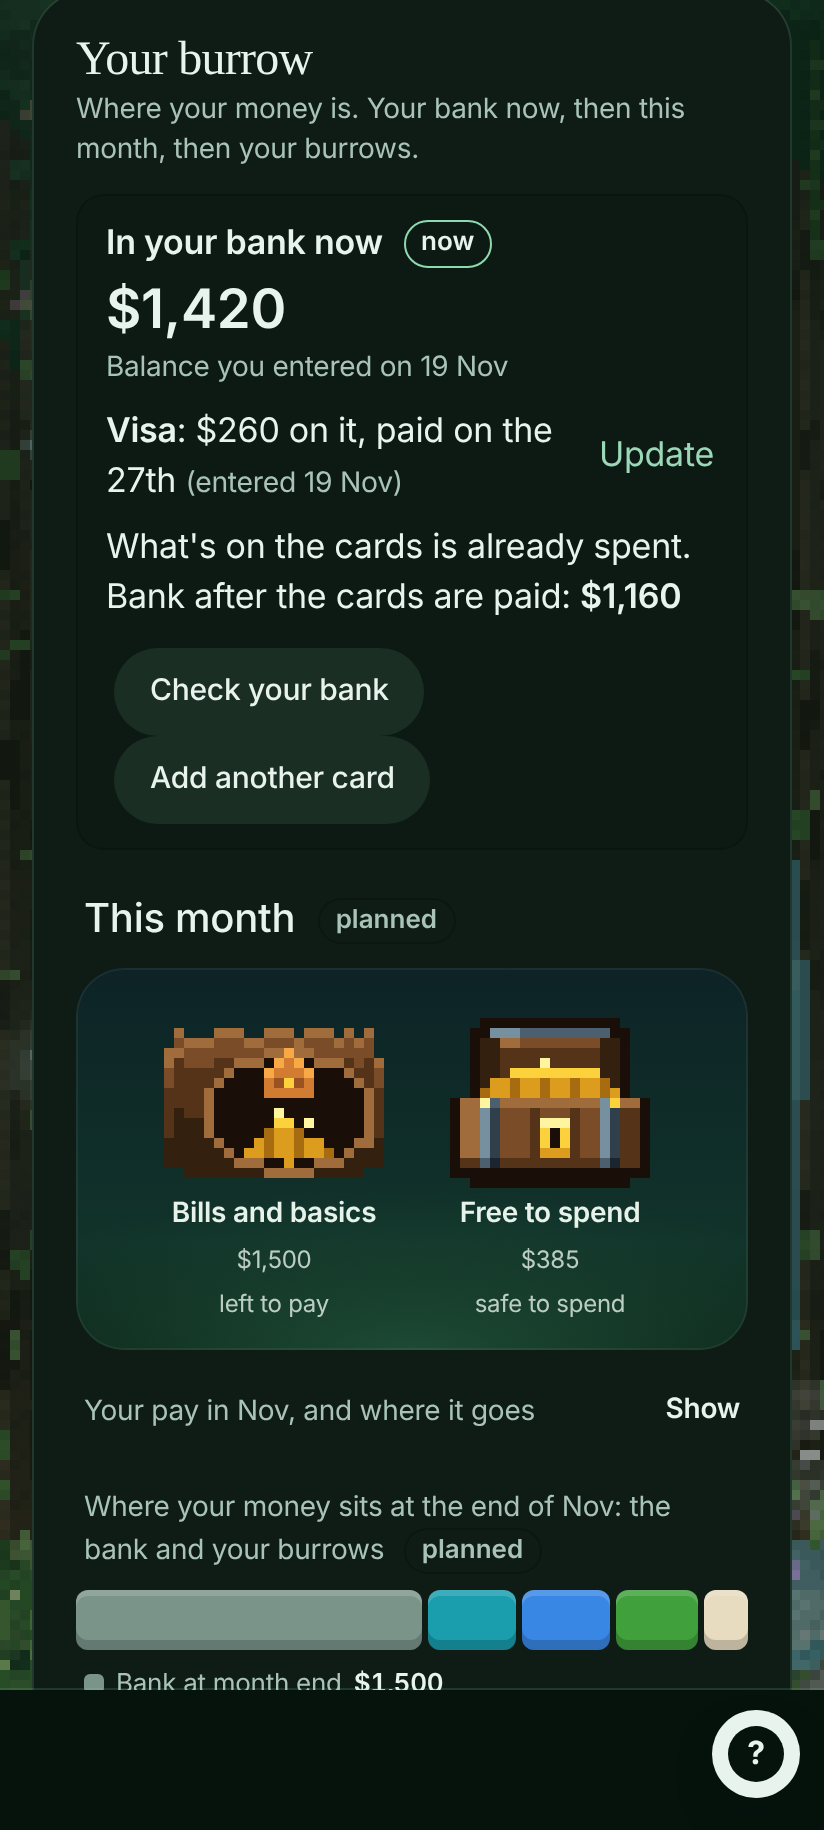 Your burrow
Where your money is. Your bank now, then this
month, then your burrows.
In your bank now now
$1,420
Balance you entered on 19 Nov
Visa: $260 on it, paid on the
27th (entered 19 Nov)
Update
What's on the cards is already spent.
Bank after the cards are paid: $1,160
Check your bank
Add another card
This month planned
Bills and basics
$1,500
left to pay
Free to spend
$385
safe to spend
Your pay in Nov, and where it goes Show
Where your money sits at the end of Nov: the
bank and your burrows planned
Bank at month end $1,500
?